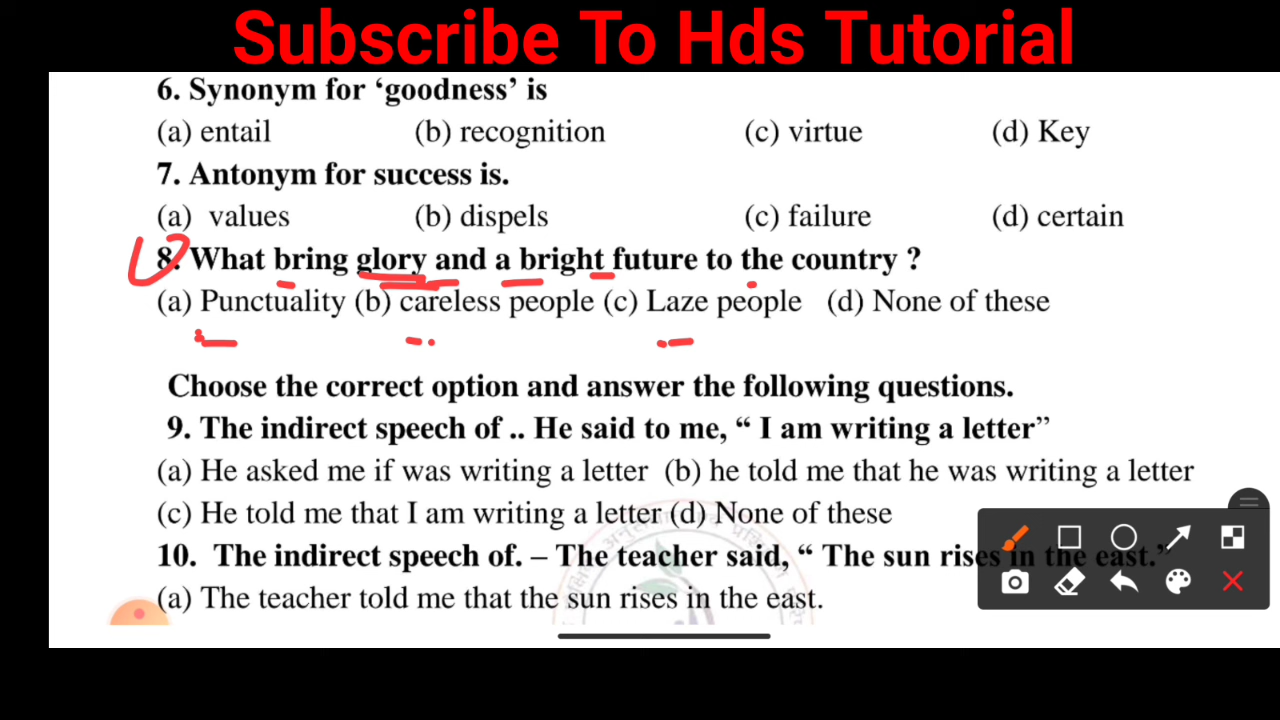 Subscribe To Hds Tutorial
6. Synonym for ‘goodness’ is
(a) entail (b) recognition (c) virtue (d) Key
7. Antonym for success is.
(a) values (b) dispels (c) failure (d) certain
8. What bring glory and a bright future to the country ?
(a) Punctuality (b) careless people (c) Laze people (d) None of these
Choose the correct option and answer the following questions.
9. The indirect speech of .. He said to me, “ I am writing a letter”
(a) He asked me if was writing a letter (b) he told me that he was writing a letter
(c) He told me that I am writing a letter (d) None of these
10. The indirect speech of. – The teacher said, “ The sun rises in the east.”
(a) The teacher told me that the sun rises in the east.